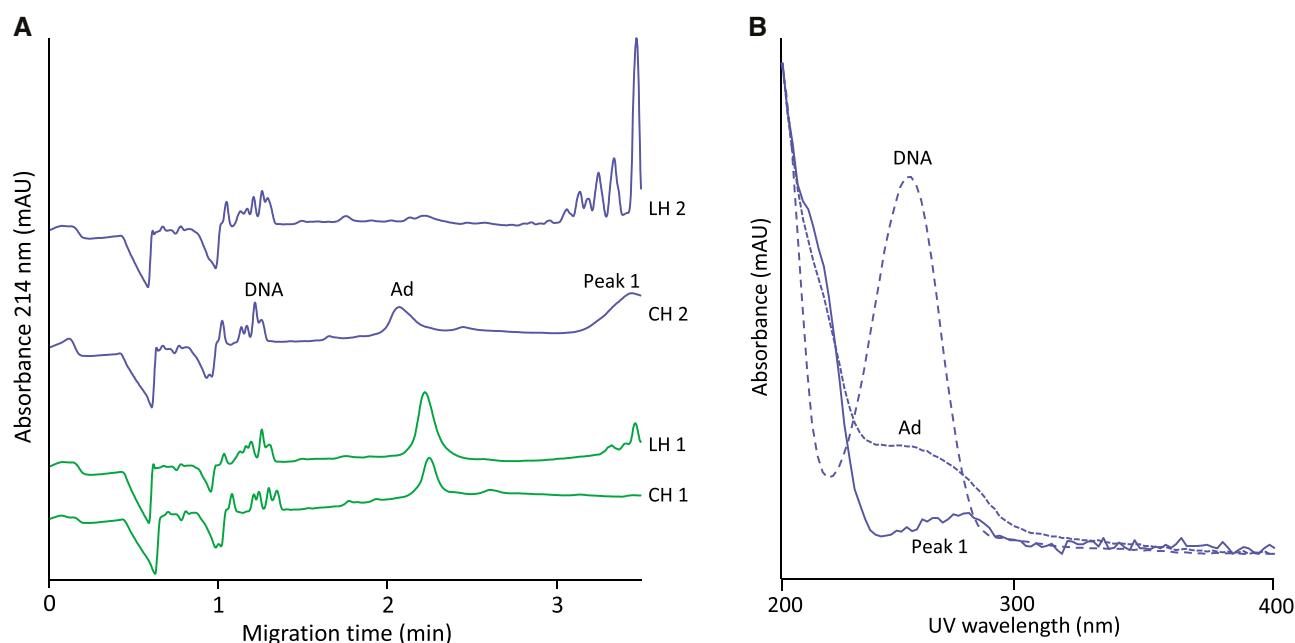 A
Absorbance 214 nm (mAU)
LH 2
DNA
Ad
Peak 1
CH 2
LH 1
CH 1
0
1
2
3
Migration time (min)
B
Absorbance (mAU)
DNA
Ad
Peak 1
200
300
400
UV wavelength (nm)